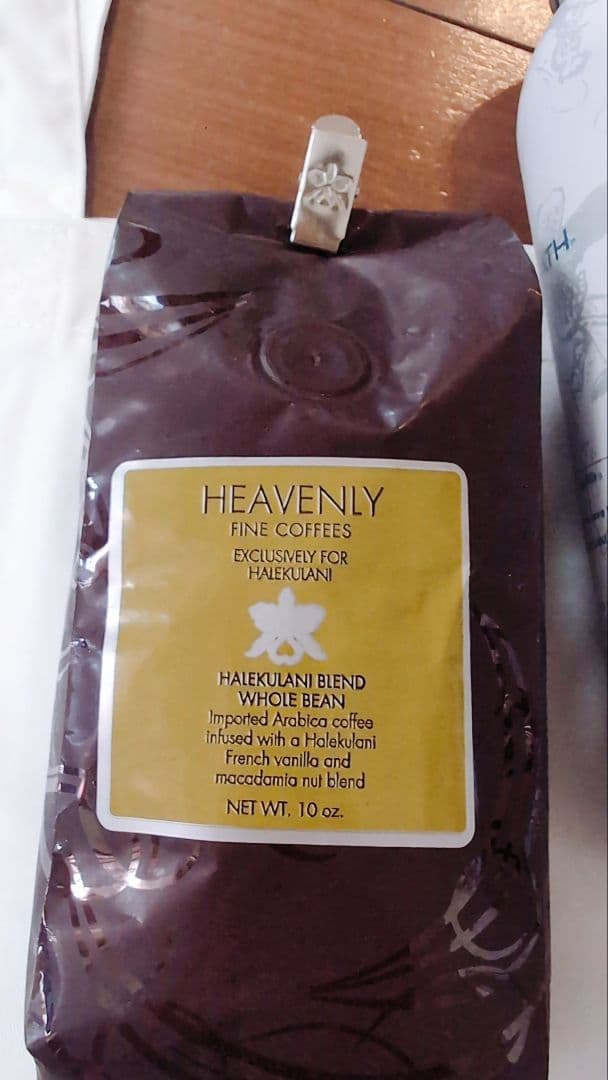 HEAVENLY
FINE COFFEES
EXCLUSIVELY FOR
HALEKULANI
HALEKULANI BLEND
WHOLE BEAN
Imported Arabica coffee
infused with a Halekulani
French vanilla and
macadamia nut blend
NET WT. 10 oz.
TH